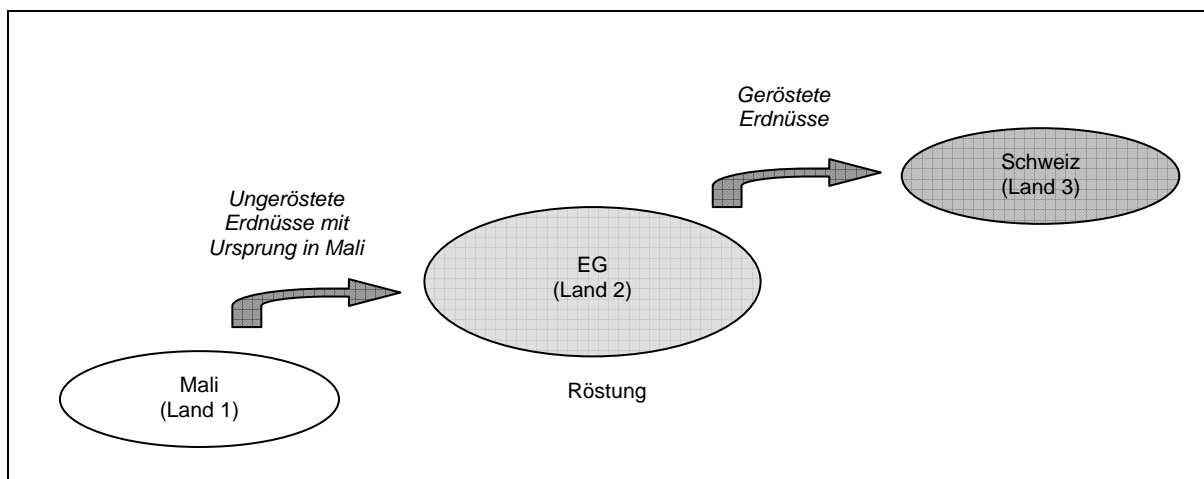 Geröstete
Erdnüsse
Schweiz
(Land 3)
Ungeröstete
Erdnüsse mit
Ursprung in Mali
EG
(Land 2)
Mali
(Land 1)
Röstung